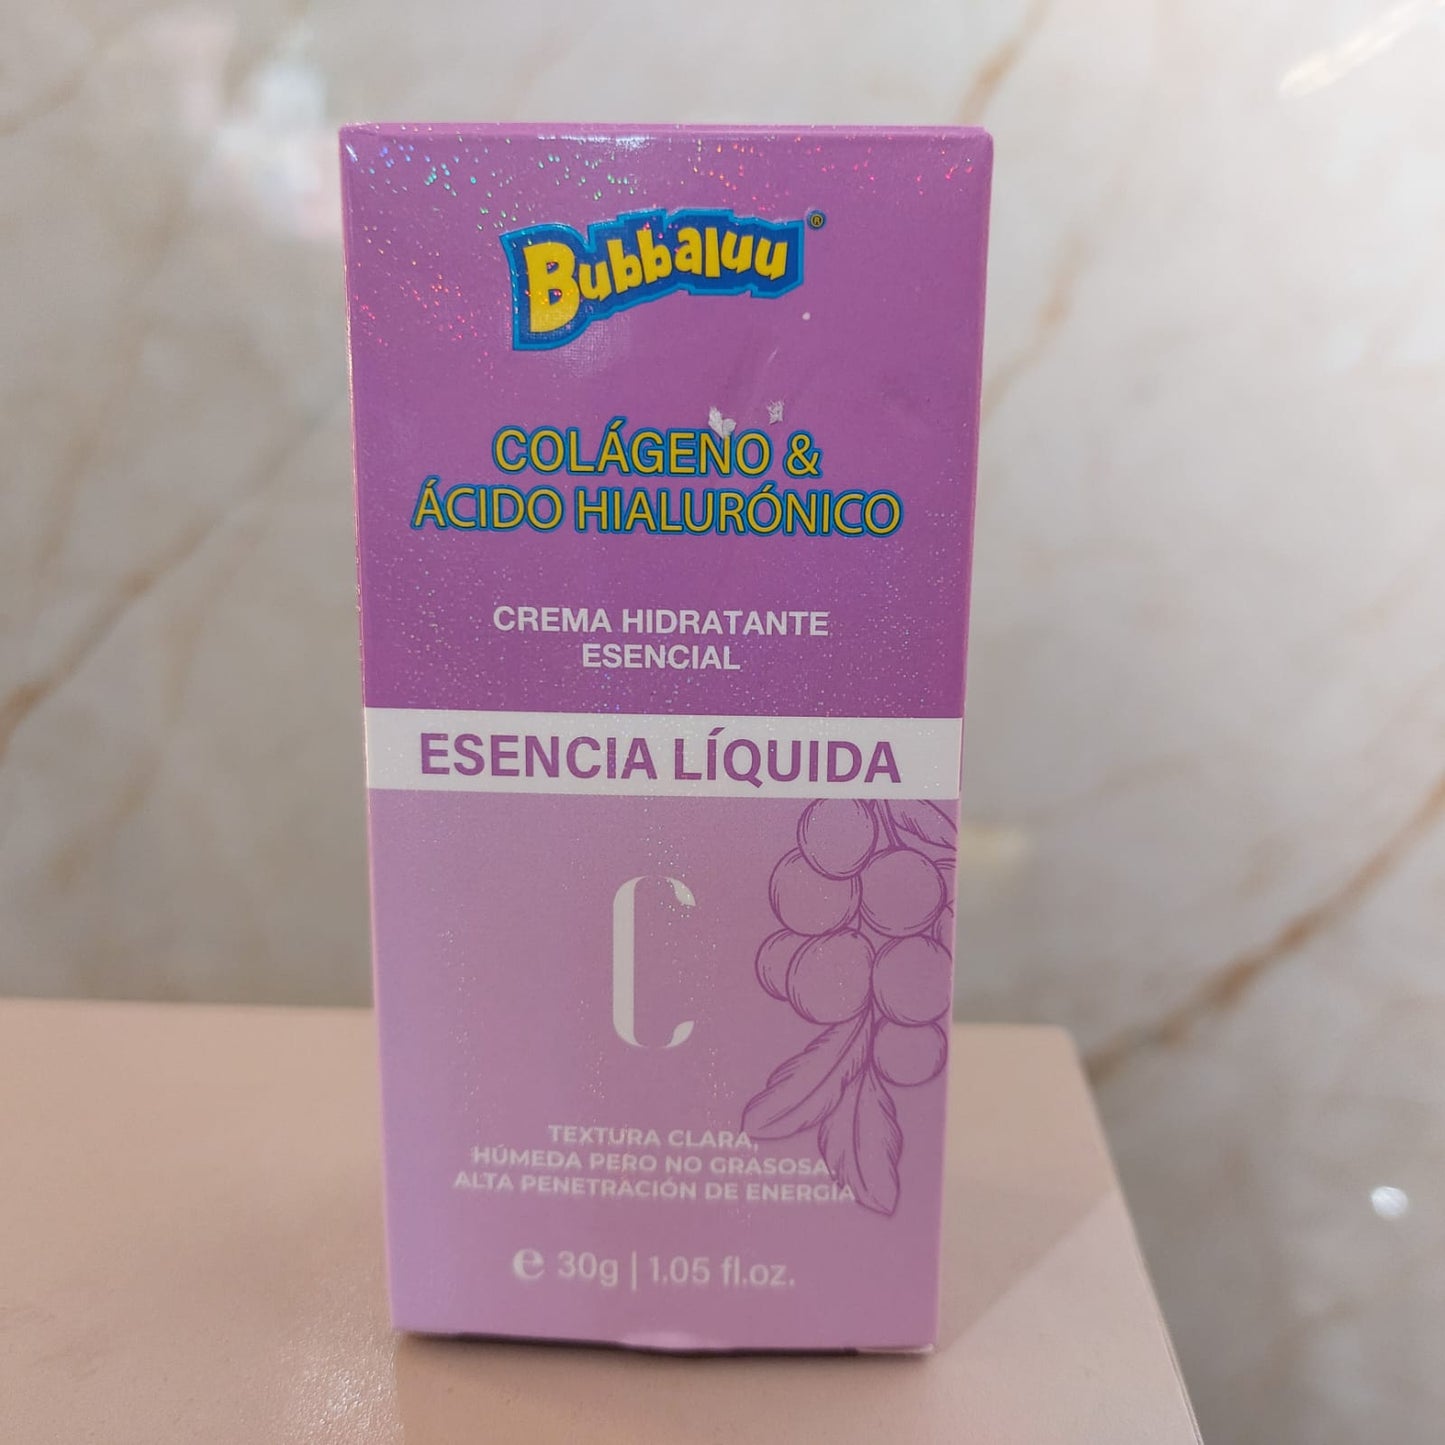 Bubbaluu®
COLÁGENO &
ÁCIDO HIALURÓNICO
CREMA HIDRATANTE
ESENCIAL
ESENCIA LÍQUIDA
C
TEXTURA CLARA,
HÚMEDA PERO NO GRASOSA.
ALTA PENETRACIÓN DE ENERGÍA
e 30g | 1.05 fl.oz.